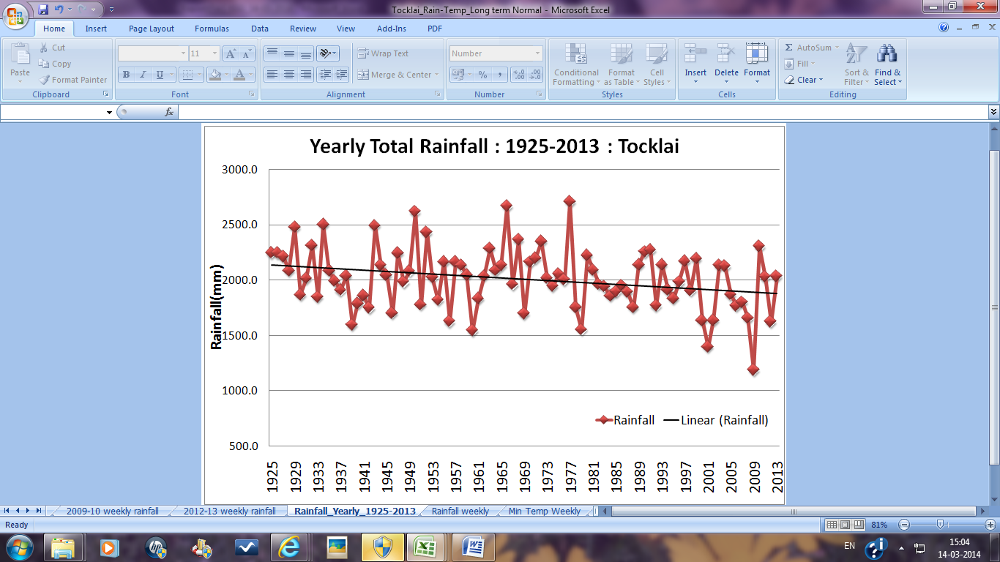 Tocklai_Rain-Temp_Long term Normal - Microsoft Excel
Home Insert Page Layout Formulas Data Review View Add-Ins PDF
Paste
Cut
Copy
Format Painter
Clipboard
11 A A
B I U A
Font
Wrap Text
Merge & Center
Alignment
Number
% , .0 .00 .00 .0
Number
Conditional Formatting
Format as Table
Cell Styles
Styles
Insert Delete Format
Cells
Σ AutoSum
Fill
Clear
Sort & Filter
Find & Select
Editing
fx
Yearly Total Rainfall : 1925-2013 : Tocklai
Rainfall(mm)
3000.0
2500.0
2000.0
1500.0
1000.0
500.0
Rainfall Linear (Rainfall)
1925 1929 1933 1937 1941 1945 1949 1953 1957 1961 1965 1969 1973 1977 1981 1985 1989 1993 1997 2001 2005 2009 2013
2009-10 weekly rainfall 2012-13 weekly rainfall Rainfall_Yearly_1925-2013 Rainfall weekly Min Temp Weekly
Ready 81%
EN 15:04
14-03-2014